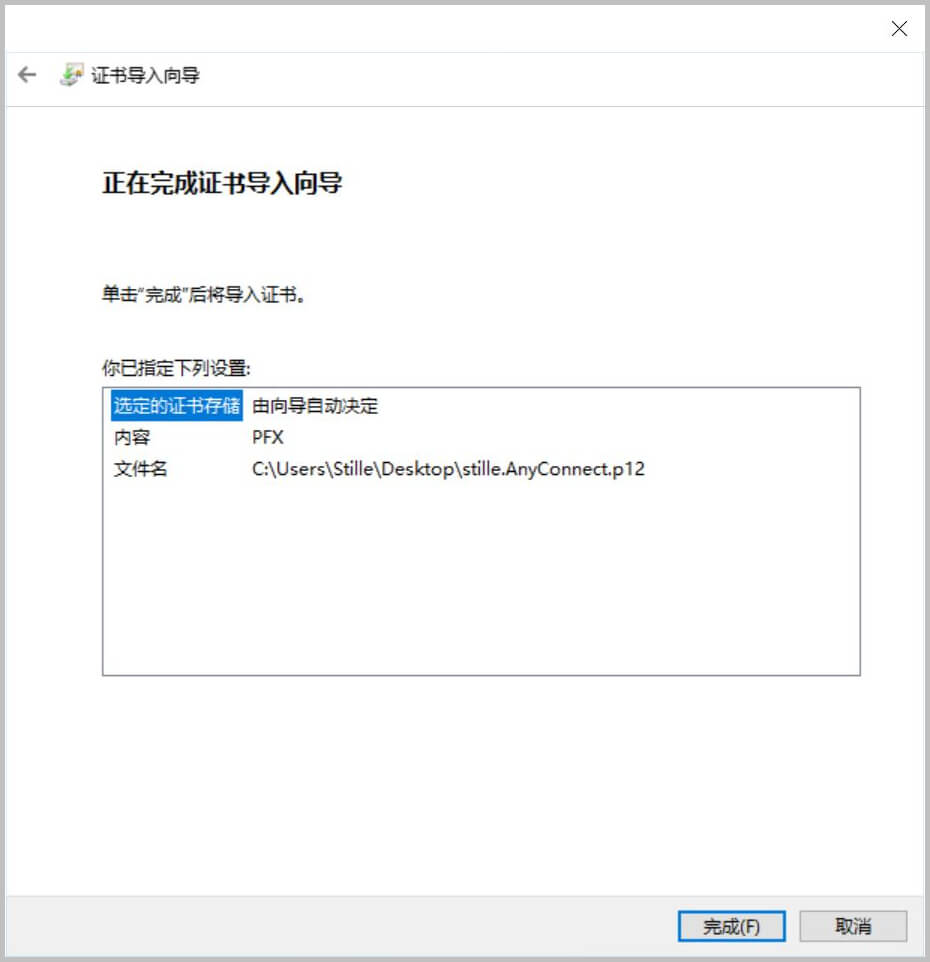 证书导入向导
正在完成证书导入向导
单击“完成”后将导入证书。
你已指定下列设置:
选定的证书存储 由向导自动决定
内容 PFX
文件名 C:\Users\Stille\Desktop\stille.AnyConnect.p12
完成(F) 取消